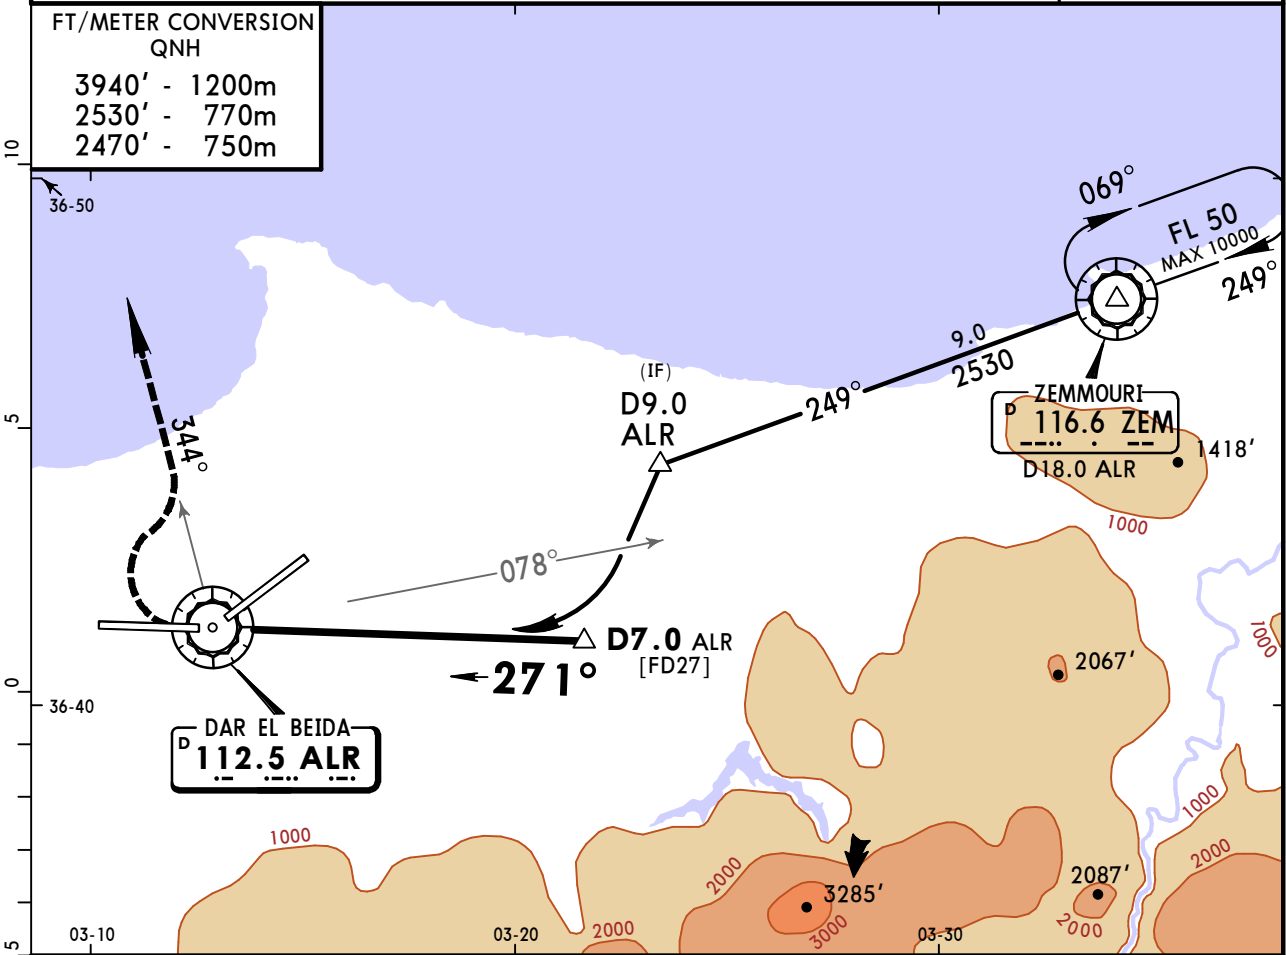 FT/METER CONVERSION
QNH
3940' - 1200m
2530' - 770m
2470' - 750m
10
36-50
069°
FL 50
MAX 10000
249°
9.0
2530
249°
(IF)
D9.0
ALR
ZEMMOURI
D 116.6 ZEM
D18.0 ALR
1418'
1000
5
344°
078°
D7.0 ALR
[FD27]
271°
1000
2067'
0
36-40
DAR EL BEIDA
D 112.5 ALR
1000
1000
2000
2000
2087'
3285'
3000
2000
2000
5
03-10
03-20
03-30